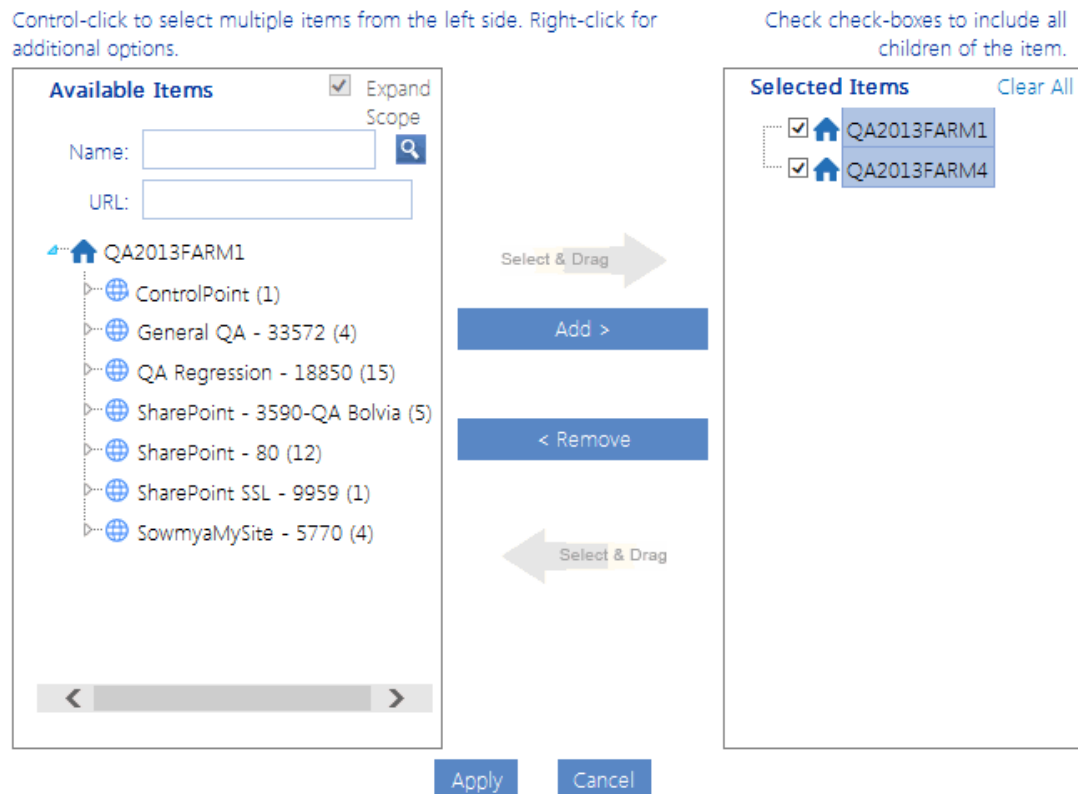 Control-click to select multiple items from the left side. Right-click for
additional options.
Check check-boxes to include all
children of the item.
Available Items
Expand
Scope
Name:
URL:
QA2013FARM1
ControlPoint (1)
General QA - 33572 (4)
QA Regression - 18850 (15)
SharePoint - 3590-QA Bolvia (5)
SharePoint - 80 (12)
SharePoint SSL - 9959 (1)
SowmyaMySite - 5770 (4)
Select & Drag
Add >
< Remove
Select & Drag
Selected Items
Clear All
QA2013FARM1
QA2013FARM4
Apply
Cancel